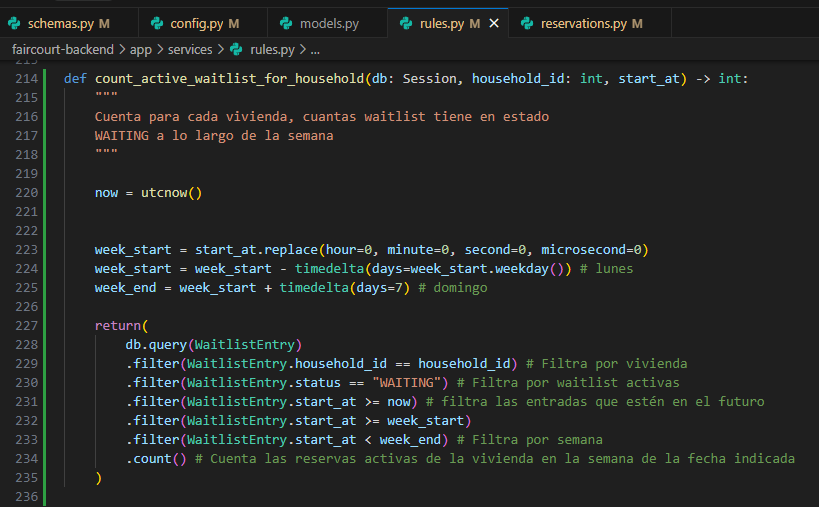 schemas.py M
config.py M
models.py
rules.py M
reservations.py M
faircourt-backend > app > services > rules.py > ...
213
214 def count_active_waitlist_for_household(db: Session, household_id: int, start_at) -> int:
215     """
216     Cuenta para cada vivienda, cuantas waitlist tiene en estado
217     WAITING a lo largo de la semana
218     """
219
220     now = utcnow()
221
222
223     week_start = start_at.replace(hour=0, minute=0, second=0, microsecond=0)
224     week_start = week_start - timedelta(days=week_start.weekday()) # lunes
225     week_end = week_start + timedelta(days=7) # domingo
226
227     return(
228         db.query(WaitlistEntry)
229         .filter(WaitlistEntry.household_id == household_id) # Filtra por vivienda
230         .filter(WaitlistEntry.status == "WAITING") # Filtra por waitlist activas
231         .filter(WaitlistEntry.start_at >= now) # filtra las entradas que estén en el futuro
232         .filter(WaitlistEntry.start_at >= week_start)
233         .filter(WaitlistEntry.start_at < week_end) # Filtra por semana
234         .count() # Cuenta las reservas activas de la vivienda en la semana de la fecha indicada
235     )
236